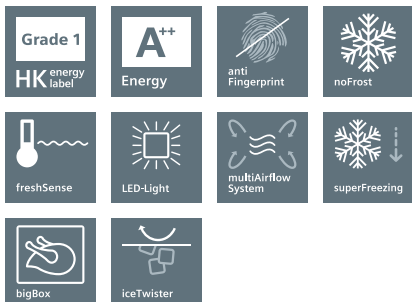 Grade 1
HK energy
label
A++
Energy
anti
Fingerprint
noFrost
freshSense
LED-Light
multiAirflow
System
superFreezing
bigBox
iceTwister